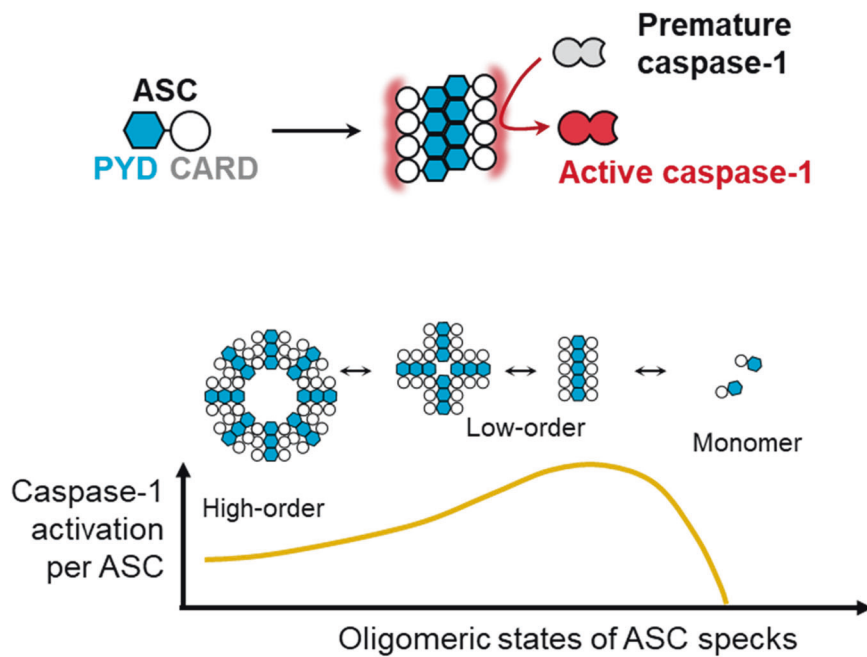 ASC
PYD CARD
Premature
caspase-1
Active caspase-1
High-order
Low-order
Monomer
Caspase-1
activation
per ASC
Oligomeric states of ASC specks